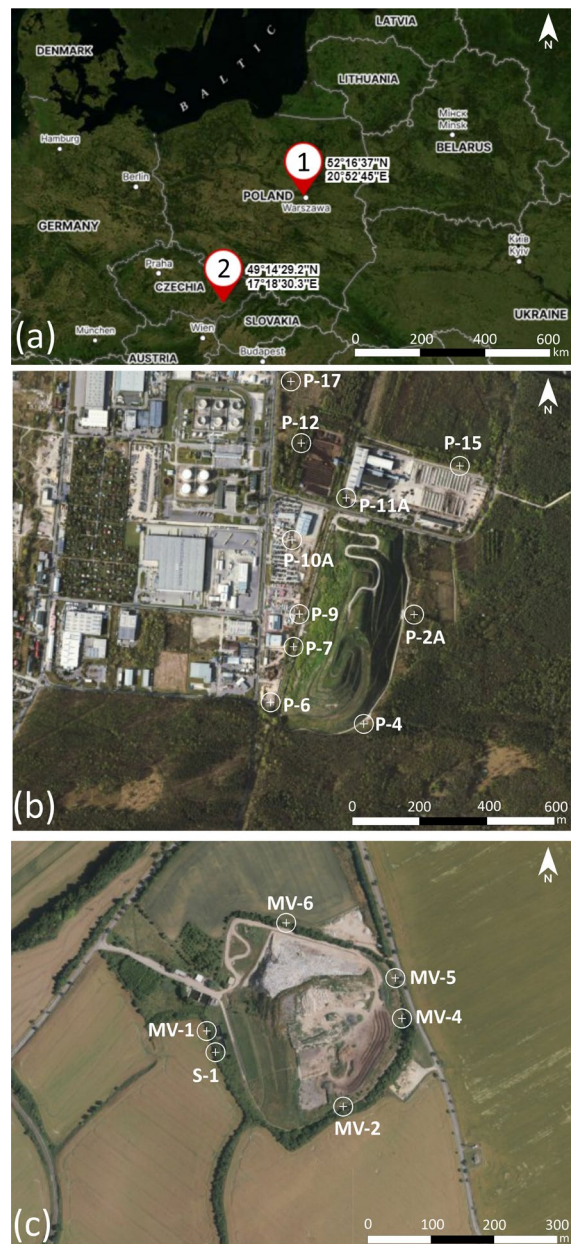 LATVIA
N
DENMARK
BALTIC
LITHUANIA
Hamburg
Мінск
Minsk
BELARUS
1
52°16'37"N
20°52'45"E
Berlin
POLAND
Warszawa
GERMANY
2
49°14'29.2"N
17°18'30.3"E
Київ
Kyiv
Praha
CZECHIA
SLOVAKIA
UKRAINE
München
Wien
Budapest
AUSTRIA
(a)
0 200 400 600
km
P-17
N
P-12
P-15
P-11A
P-10A
P-9
P-2A
P-7
P-6
P-4
(b)
0 200 400 600
m
N
MV-6
MV-5
MV-4
MV-1
S-1
MV-2
(c)
0 100 200 300
m